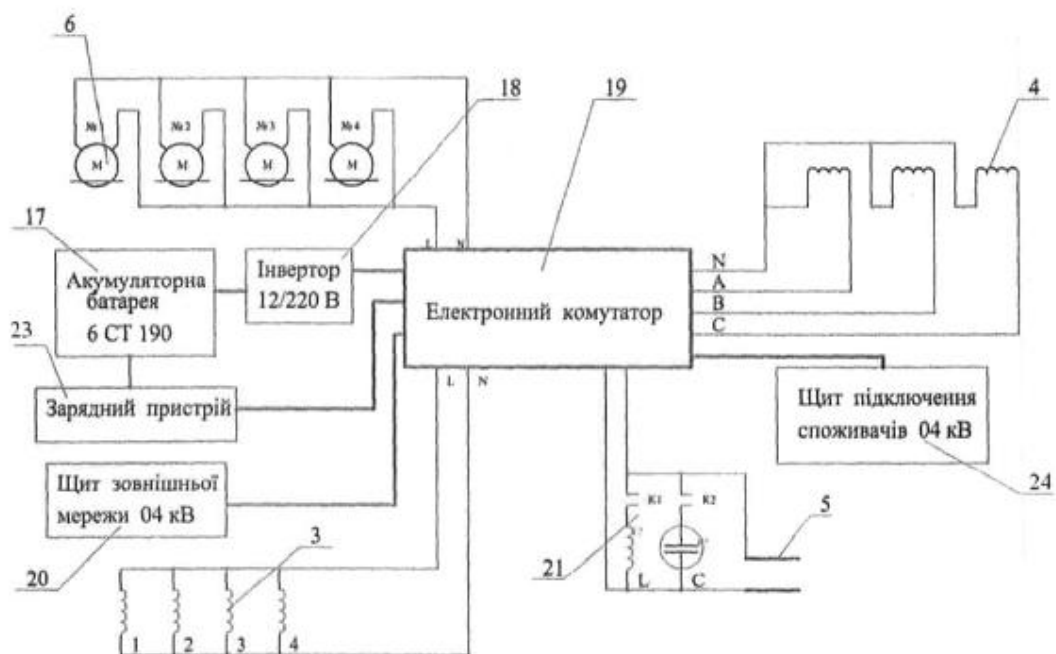 6
18
19
4
№1
№2
№3
№4
M
M
M
M
17
L
N
Акумуляторна
батарея
6 СТ 190
Інвертор
12/220 В
Електронний комутатор
N
A
B
C
23
L
N
Зарядний пристрій
Щит підключення
споживачів 04 кВ
Щит зовнішньої
мережи 04 кВ
24
K1
K2
5
3
21
L
C
20
1
2
3
4